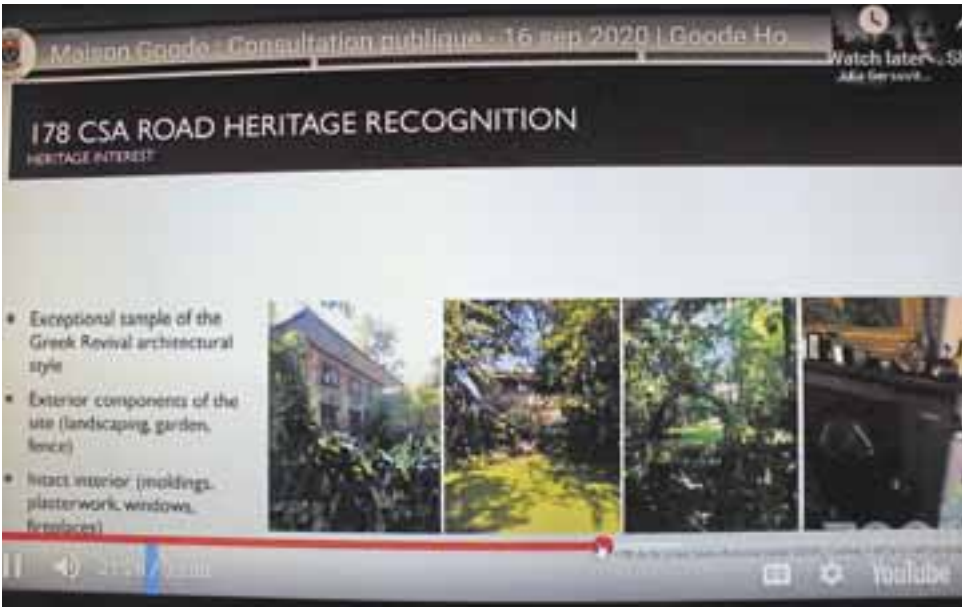 Maison Goode : Consultation publique - 16 sep 2020 | Goode Ho...
Watch later
178 CSA ROAD HERITAGE RECOGNITION
HERITAGE INTEREST
• Exceptional sample of the
Greek Revival architectural
style
• Exterior components of the
site (landscaping, garden,
fence)
• Intact interior (moldings,
plasterwork, windows,
fireplaces)
YouTube